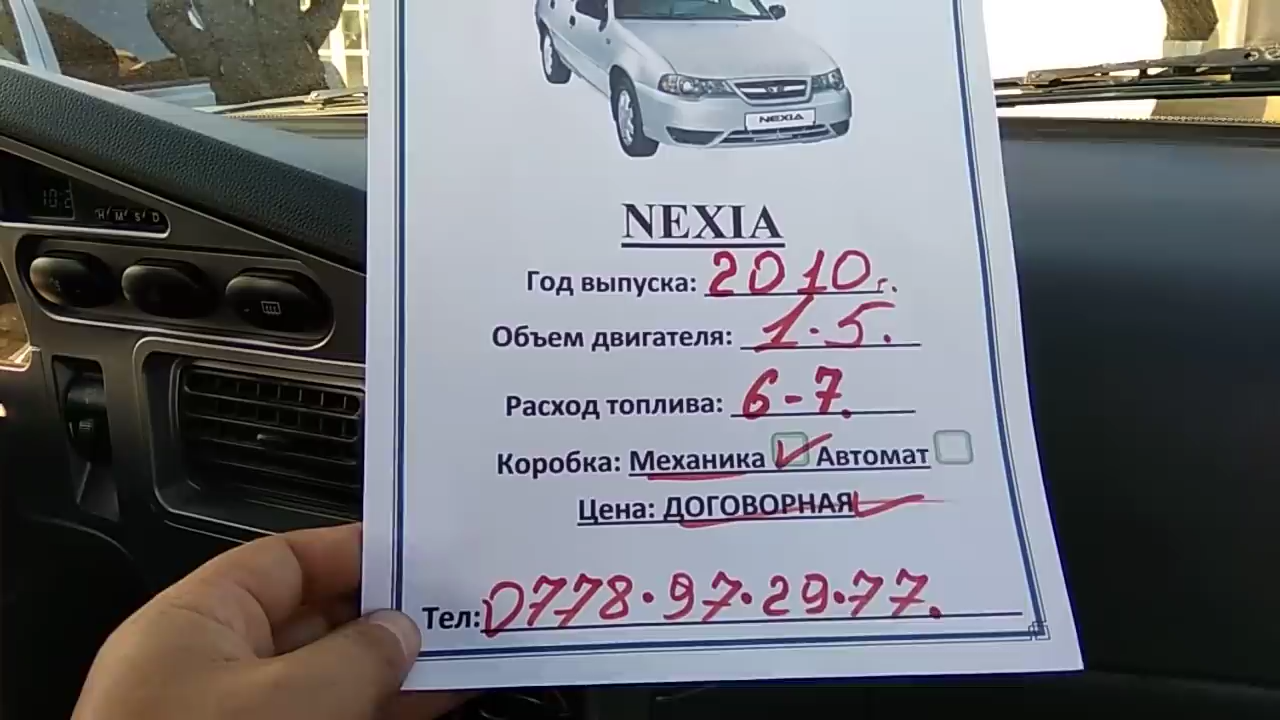 NEXIA
NEXIA
Год выпуска: 2010г.
Объем двигателя: 1.5.
Расход топлива: 6-7.
Коробка: Механика Автомат
Цена: ДОГОВОРНАЯ
Тел: 0778.97.29.77.
H M S D